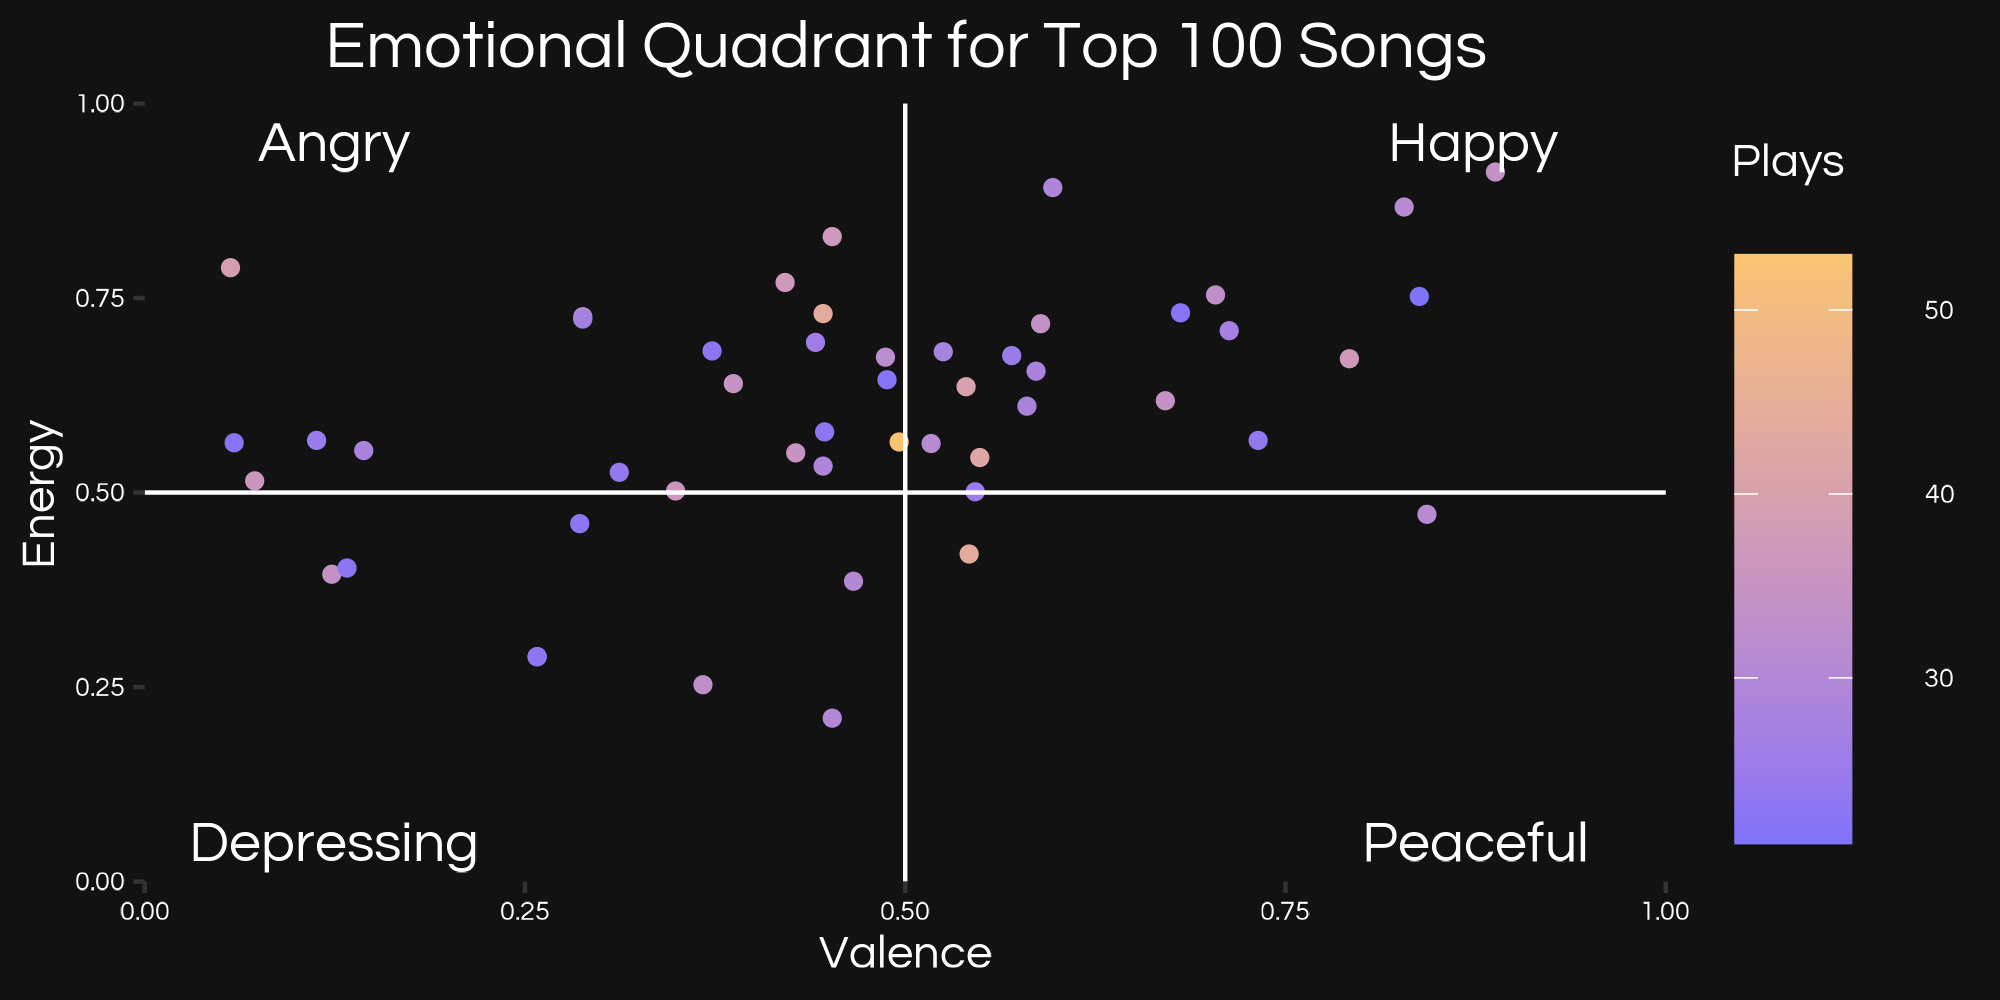 Emotional Quadrant for Top 100 Songs
1.00
Angry
Happy
Plays
0.75
50
Energy
0.50
40
0.25
30
Depressing
Peaceful
0.00
0.00
0.25
0.50
0.75
1.00
Valence